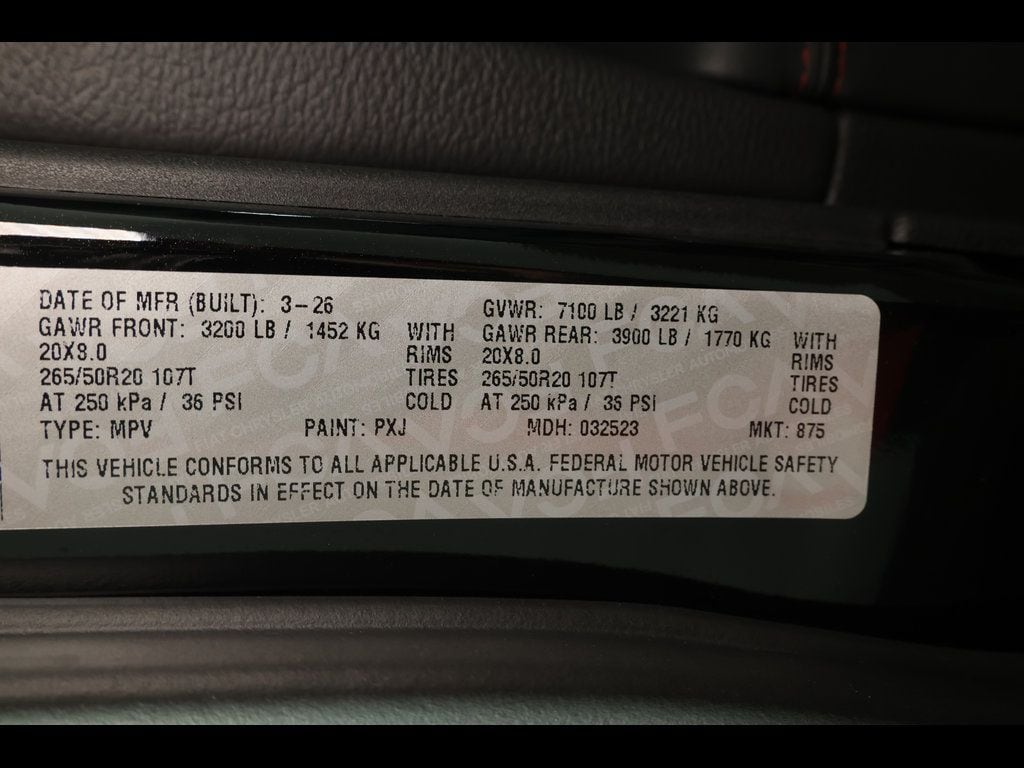 DATE OF MFR (BUILT): 3-26 GVWR: 7100 LB / 3221 KG
GAWR FRONT: 3200 LB / 1452 KG WITH GAWR REAR: 3900 LB / 1770 KG WITH
20X8.0 RIMS 20X8.0 RIMS
265/50R20 107T TIRES 265/50R20 107T TIRES
AT 250 kPa / 36 PSI COLD AT 250 kPa / 36 PSI COLD
TYPE: MPV PAINT: PXJ MDH: 032523 MKT: 875
THIS VEHICLE CONFORMS TO ALL APPLICABLE U.S.A. FEDERAL MOTOR VEHICLE SAFETY
STANDARDS IN EFFECT ON THE DATE OF MANUFACTURE SHOWN ABOVE.